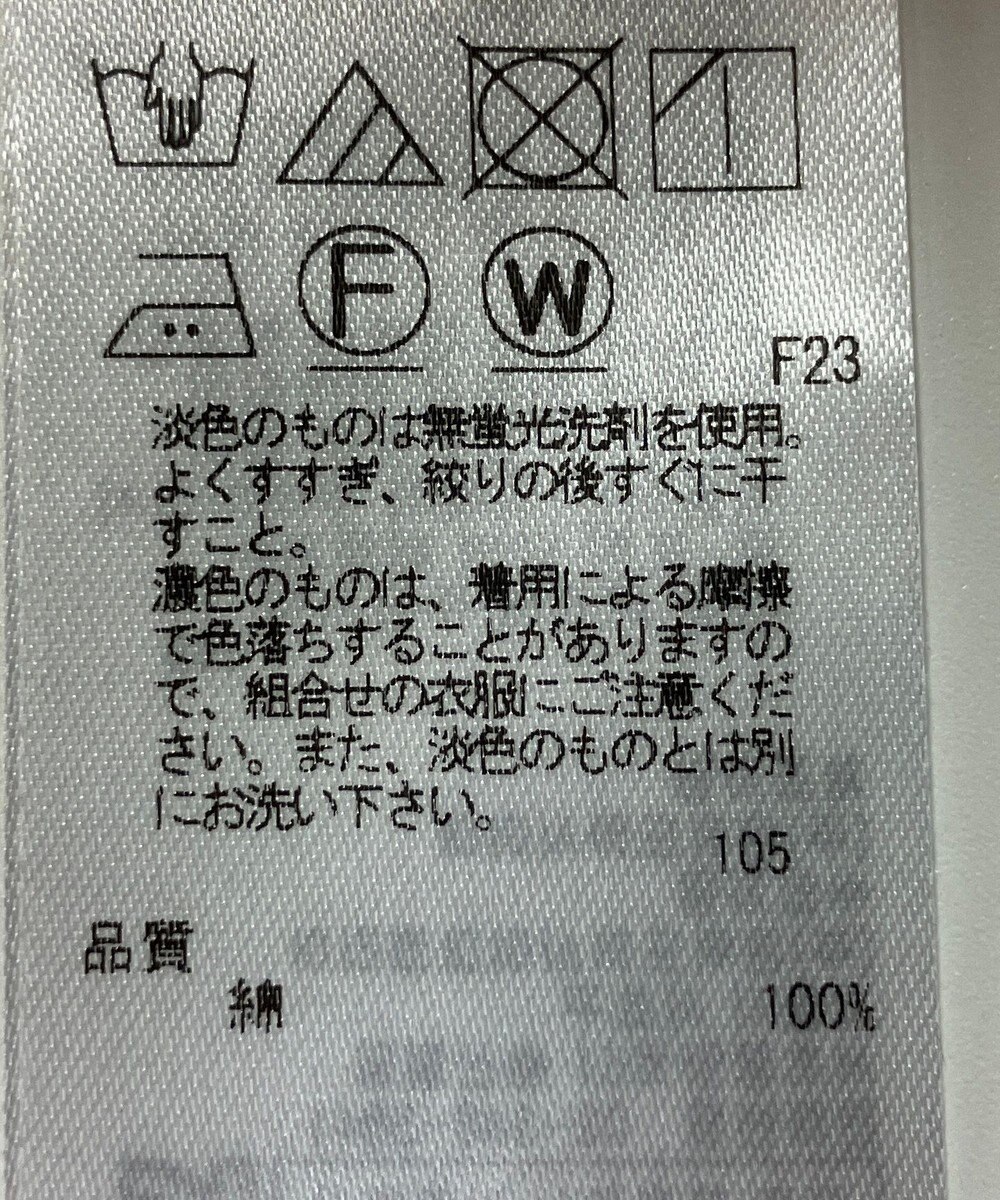 F W
F23
淡色のものは無蛍光洗剤を使用。
よくすすぎ、絞りの後すぐに干
すこと。
濃色のものは、着用による摩擦
で色落ちすることがありますの
で、組合せの衣服にご注意くだ
さい。また、淡色のものとは別
にお洗い下さい。
105
品質
綿 100%